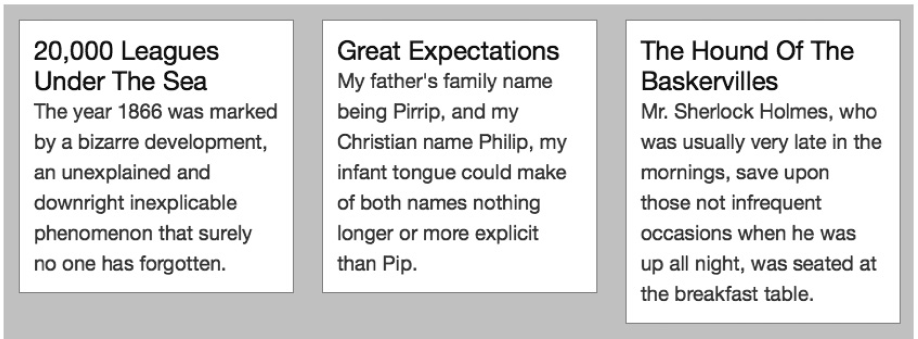 20,000 Leagues
Under The Sea
The year 1866 was marked
by a bizarre development,
an unexplained and
downright inexplicable
phenomenon that surely
no one has forgotten.
Great Expectations
My father's family name
being Pirrip, and my
Christian name Philip, my
infant tongue could make
of both names nothing
longer or more explicit
than Pip.
The Hound Of The
Baskervilles
Mr. Sherlock Holmes, who
was usually very late in the
mornings, save upon
those not infrequent
occasions when he was
up all night, was seated at
the breakfast table.